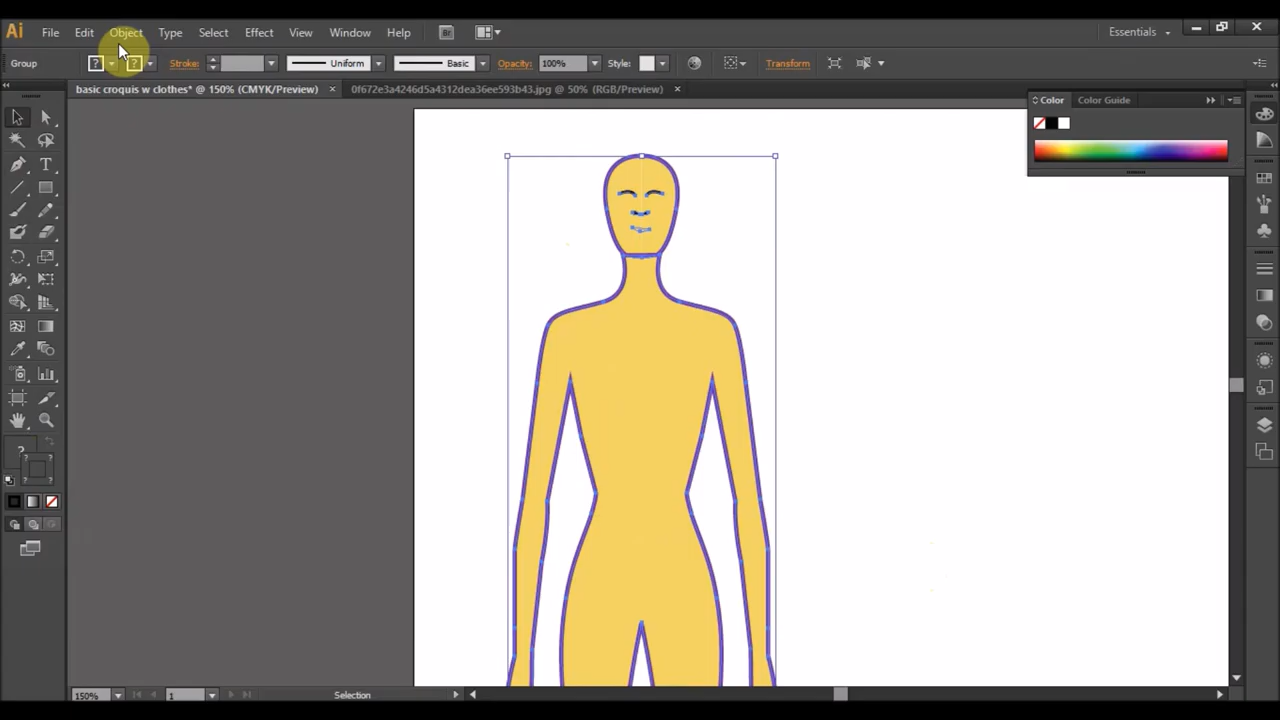 Ai File Edit Object Type Select Effect View Window Help Br Essentials
Group ? ? Stroke: Uniform Basic Opacity: 100% Style: Transform
basic croquis w clothes* @ 150% (CMYK/Preview) × 0f672e3a4246d5a4312dea36ee593b43.jpg @ 50% (RGB/Preview) ×
Color Color Guide
T
?
? ?
? ?
150% 1 Selection